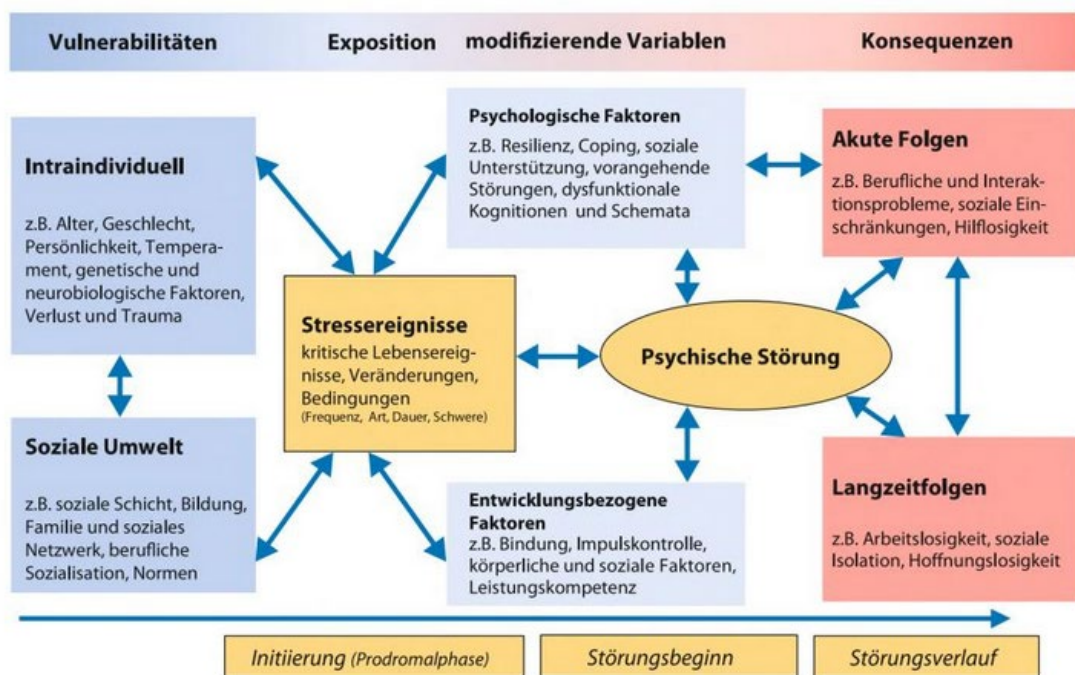 Vulnerabilitäten
Exposition
modifizierende Variablen
Konsequenzen
Intraindividuell
z.B. Alter, Geschlecht,
Persönlichkeit, Tempera-
ment, genetische und
neurobiologische Faktoren,
Verlust und Trauma
Soziale Umwelt
z.B. soziale Schicht, Bildung,
Familie und soziales
Netzwerk, berufliche
Sozialisation, Normen
Stressereignisse
kritische Lebensereig-
nisse, Veränderungen,
Bedingungen
(Frequenz, Art, Dauer, Schwere)
Psychologische Faktoren
z.B. Resilienz, Coping, soziale
Unterstützung, vorangehende
Störungen, dysfunktionale
Kognitionen und Schemata
Psychische Störung
Entwicklungsbezogene
Faktoren
z.B. Bindung, Impulskontrolle,
körperliche und soziale Faktoren,
Leistungskompetenz
Akute Folgen
z.B. Berufliche und Interak-
tionsprobleme, soziale Ein-
schränkungen, Hilflosigkeit
Langzeitfolgen
z.B. Arbeitslosigkeit, soziale
Isolation, Hoffnungslosigkeit
Initiierung (Prodromalphase)
Störungsbeginn
Störungsverlauf